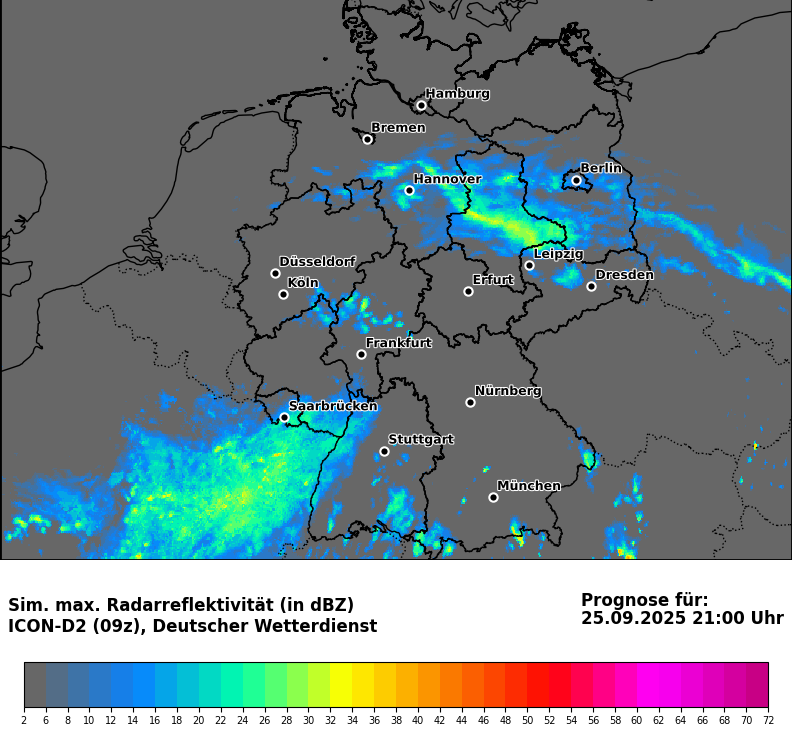 Hamburg
Bremen
Berlin
Hannover
Leipzig
Düsseldorf
Dresden
Köln
Erfurt
Frankfurt
Nürnberg
Saarbrücken
Stuttgart
München
Sim. max. Radarreflektivität (in dBZ)
ICON-D2 (09z), Deutscher Wetterdienst
Prognose für:
25.09.2025 21:00 Uhr
2 6 8 10 12 14 16 18 20 22 24 26 28 30 32 34 36 38 40 42 44 46 48 50 52 54 56 58 60 62 64 66 68 70 72